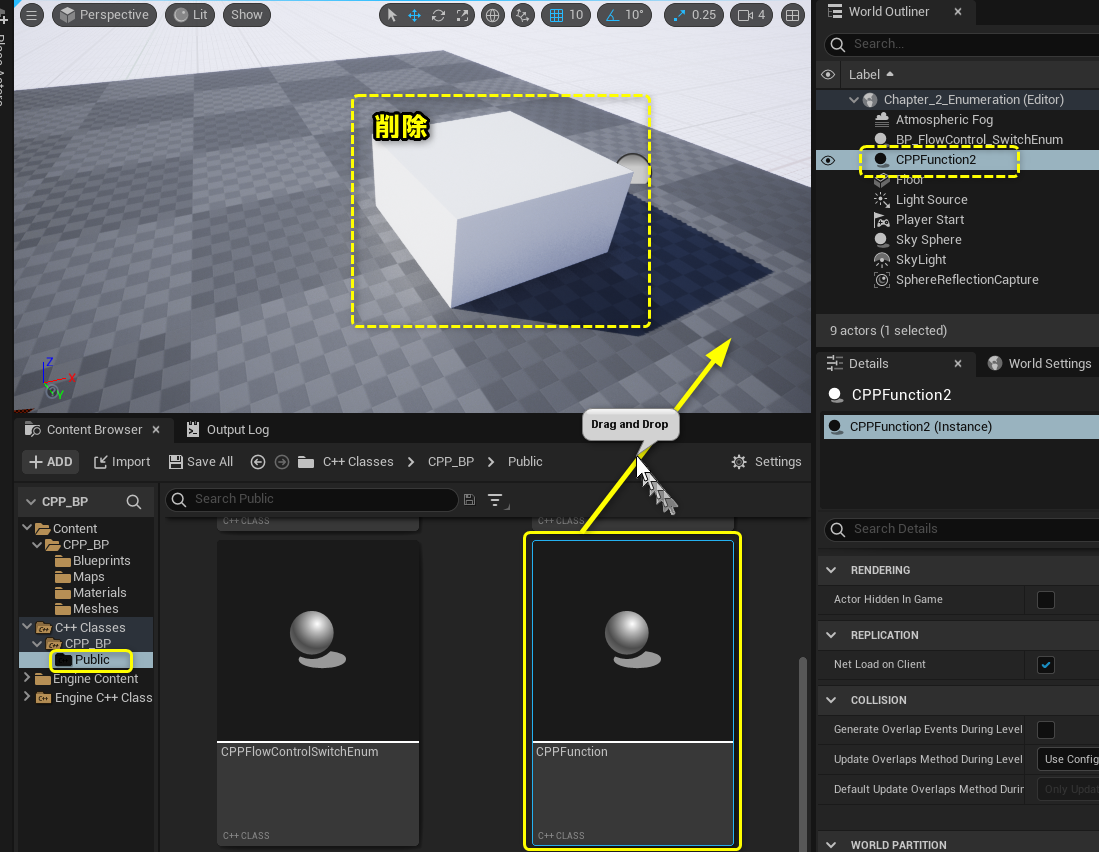 Perspective
Lit
Show
10
10°
0.25
4
削除
Z
X
Y
World Outliner
Search...
Label
Chapter_2_Enumeration (Editor)
Atmospheric Fog
BP_FlowControl_SwitchEnum
CPPFunction2
Floor
Light Source
Player Start
Sky Sphere
SkyLight
SphereReflectionCapture
9 actors (1 selected)
Details
World Settings
CPPFunction2
CPPFunction2 (Instance)
Search Details
RENDERING
Actor Hidden In Game
REPLICATION
Net Load on Client
COLLISION
Generate Overlap Events During Level
Update Overlaps Method During Level
Use Config
Default Update Overlaps Method Durin
Only Updat
WORLD PARTITION
Content Browser
Output Log
Drag and Drop
ADD
Import
Save All
C++ Classes
CPP_BP
Public
Settings
CPP_BP
Search Public
Content
CPP_BP
Blueprints
Maps
Materials
Meshes
C++ Classes
CPP_BP
Public
Engine Content
Engine C++ Class
C++ CLASS
C++ CLASS
CPPFlowControlSwitchEnum
C++ CLASS
CPPFunction
C++ CLASS